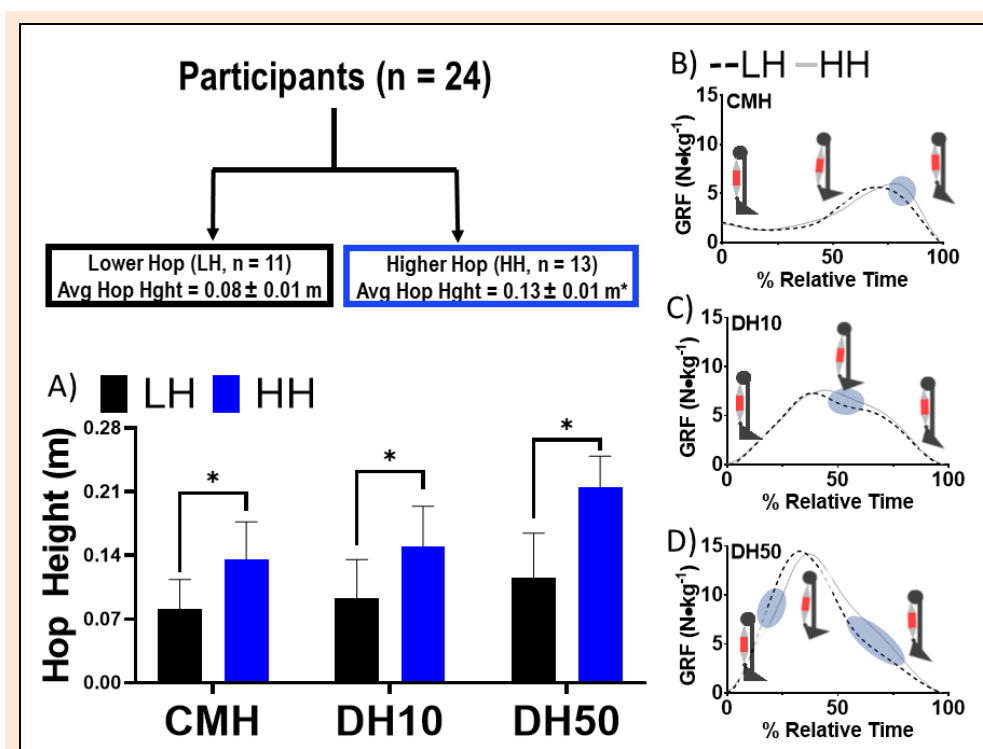 Participants (n = 24)
Lower Hop (LH, n = 11)
Avg Hop Hght = 0.08 ± 0.01 m
Higher Hop (HH, n = 13)
Avg Hop Hght = 0.13 ± 0.01 m*
A) LH HH
Hop Height (m)
0.28
0.21
0.14
0.07
0.00
*
*
*
CMH DH10 DH50
B) LH HH
CMH
GRF (N•kg-1)
15
10
5
0
0 50 100
% Relative Time
C)
DH10
GRF (N•kg-1)
15
10
5
0
0 50 100
% Relative Time
D)
DH50
GRF (N•kg-1)
15
10
5
0
0 50 100
% Relative Time